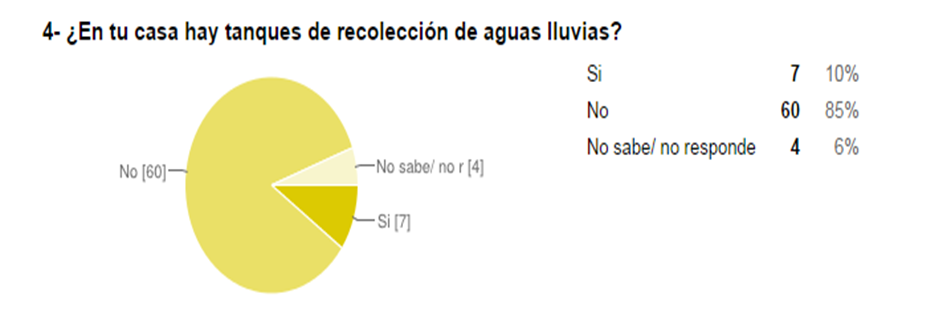 4- ¿En tu casa hay tanques de recolección de aguas lluvias?
Si 7 10%
No 60 85%
No sabe/ no responde 4 6%
No [60]
No sabe/ no r [4]
Si [7]